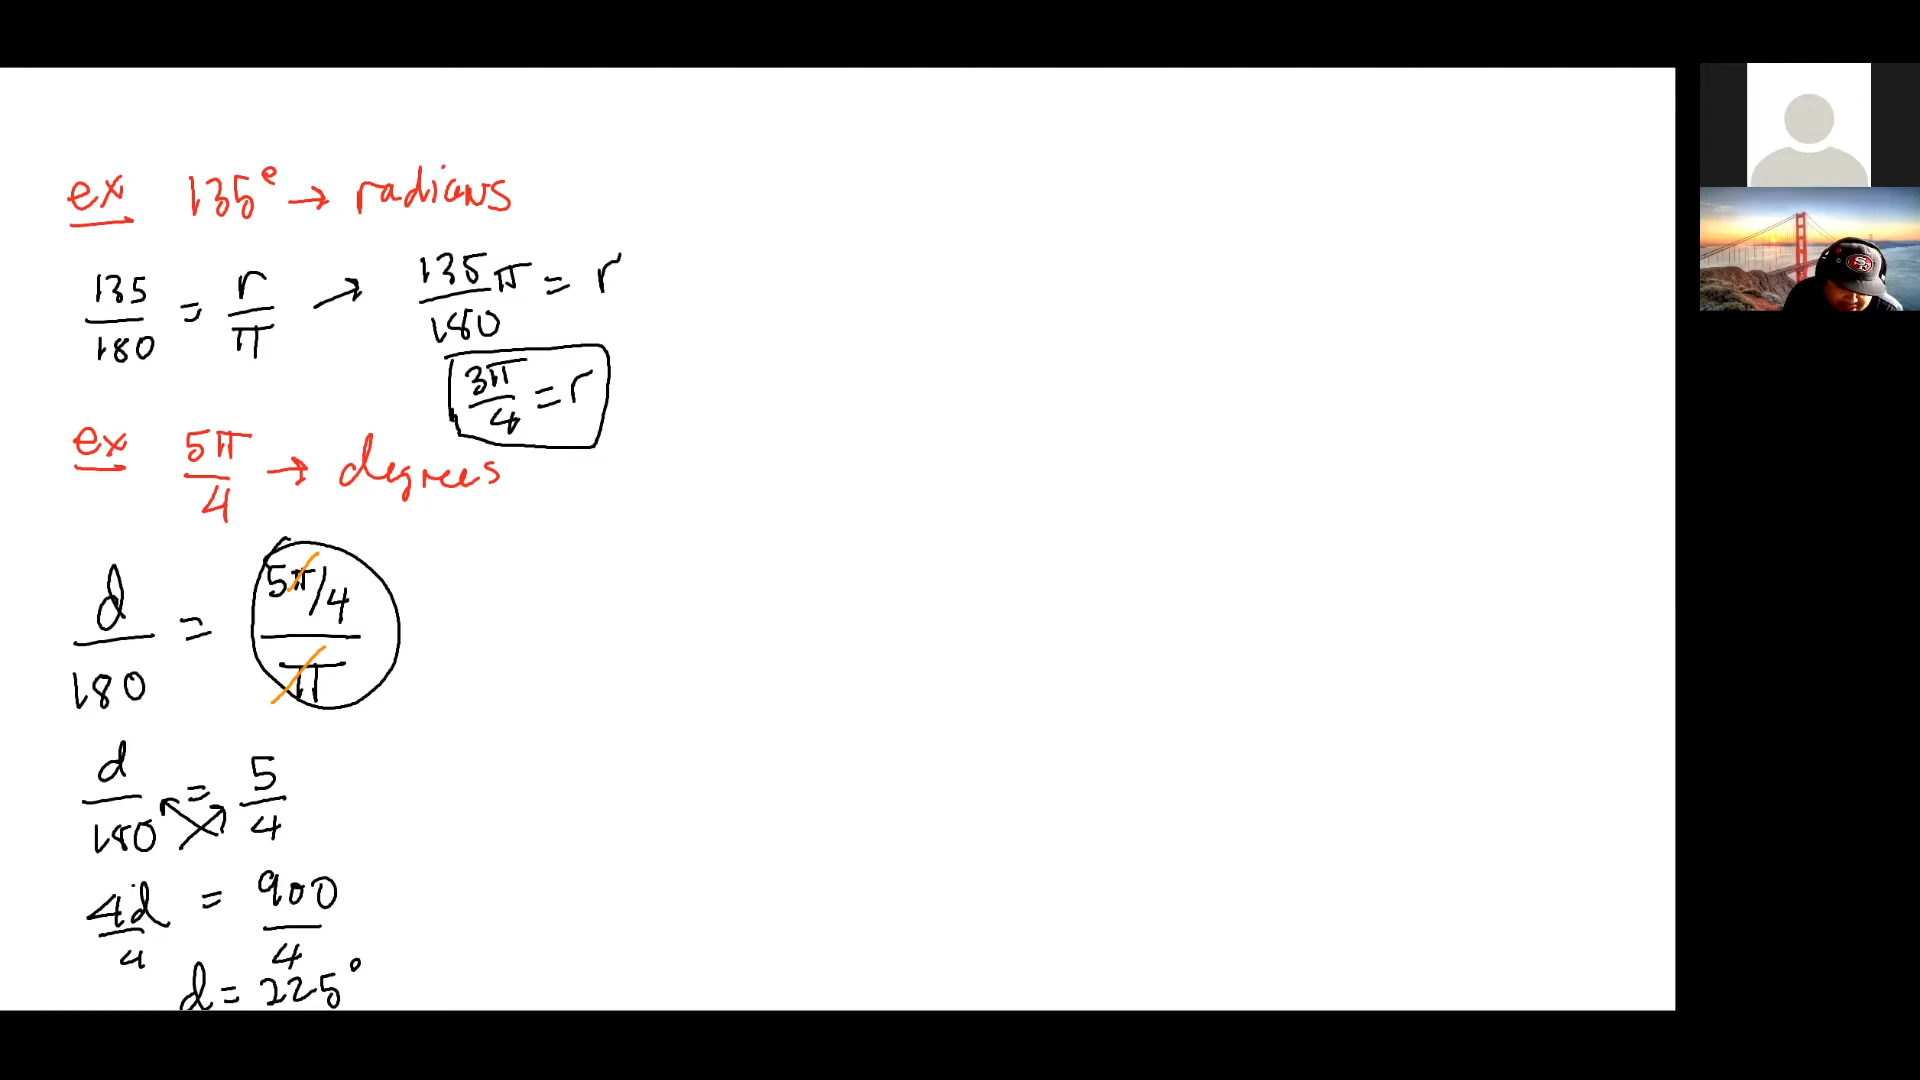 ex 135° → radians
135/180 = r/π → 135π/180 = r
3π/4 = r
ex 5π/4 → degrees
d/180 = (5π/4)/π
d/180 = 5/4
4d/4 = 900/4
d = 225°